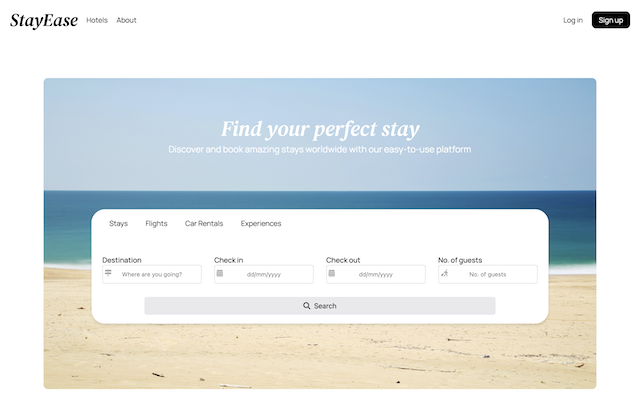 StayEase Hotels About Log in Sign up
Find your perfect stay
Discover and book amazing stays worldwide with our easy-to-use platform
Stays Flights Car Rentals Experiences
Destination Check in Check out No. of guests
Where are you going? dd/mm/yyyy dd/mm/yyyy No. of guests
Search